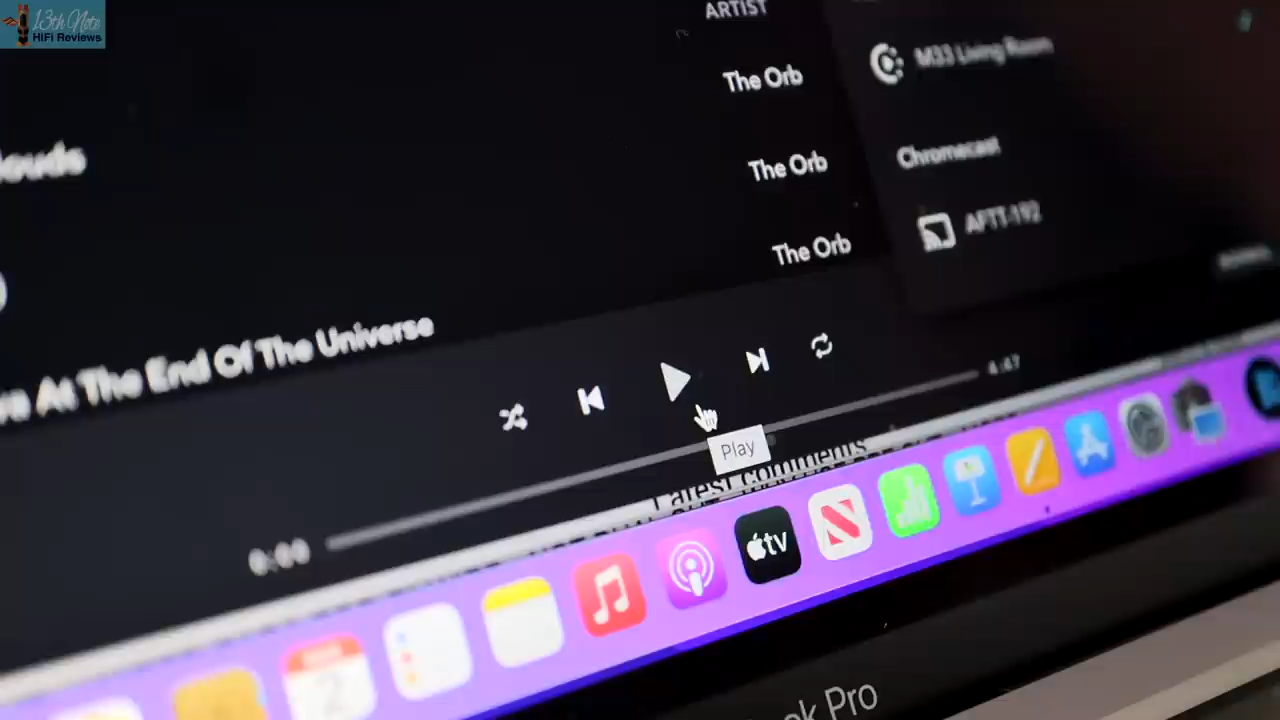 13th Note
HiFi Reviews
ARTIST
The Orb
M33 Living Room
The Orb
Chromecast
The Orb
AFTT-192
At The End Of The Universe
4:47
Play
Latest comments
0:00
tv
Pro